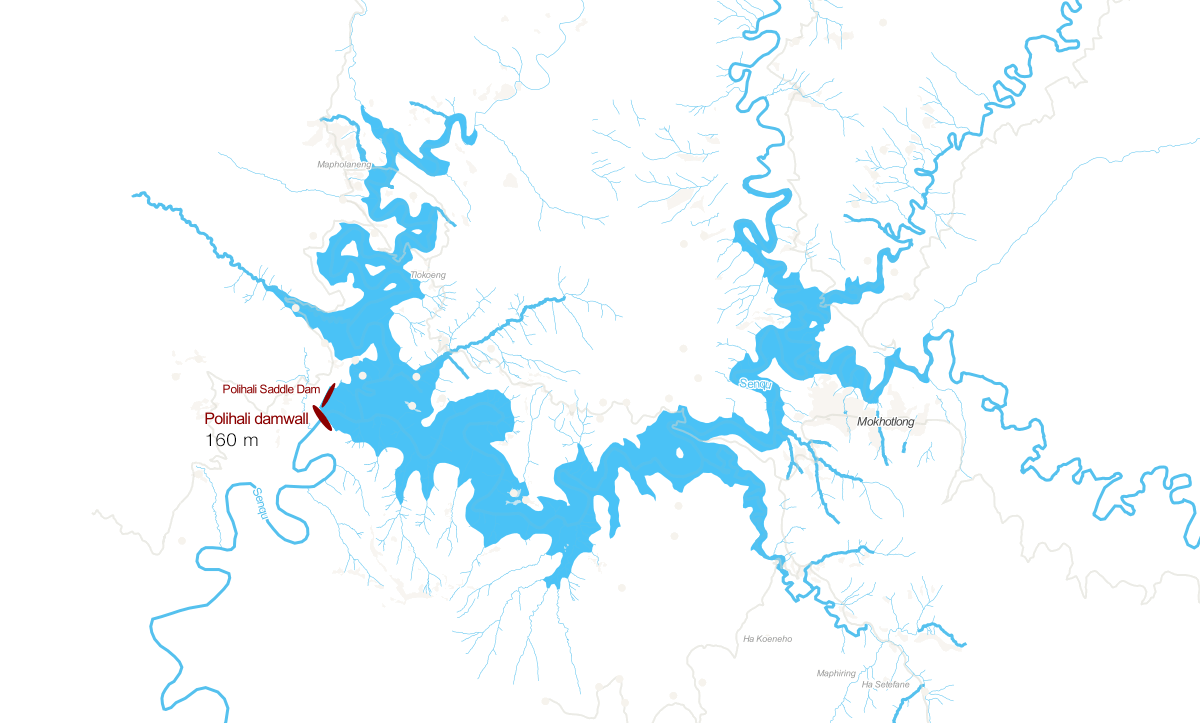 Mapholaneng
Tlokoeng
Polihali Saddle Dam
Senqu
Polihali damwall
Mokhotlong
160 m
Senqu
Ha Koeneho
Maphiring
Ha Setefane